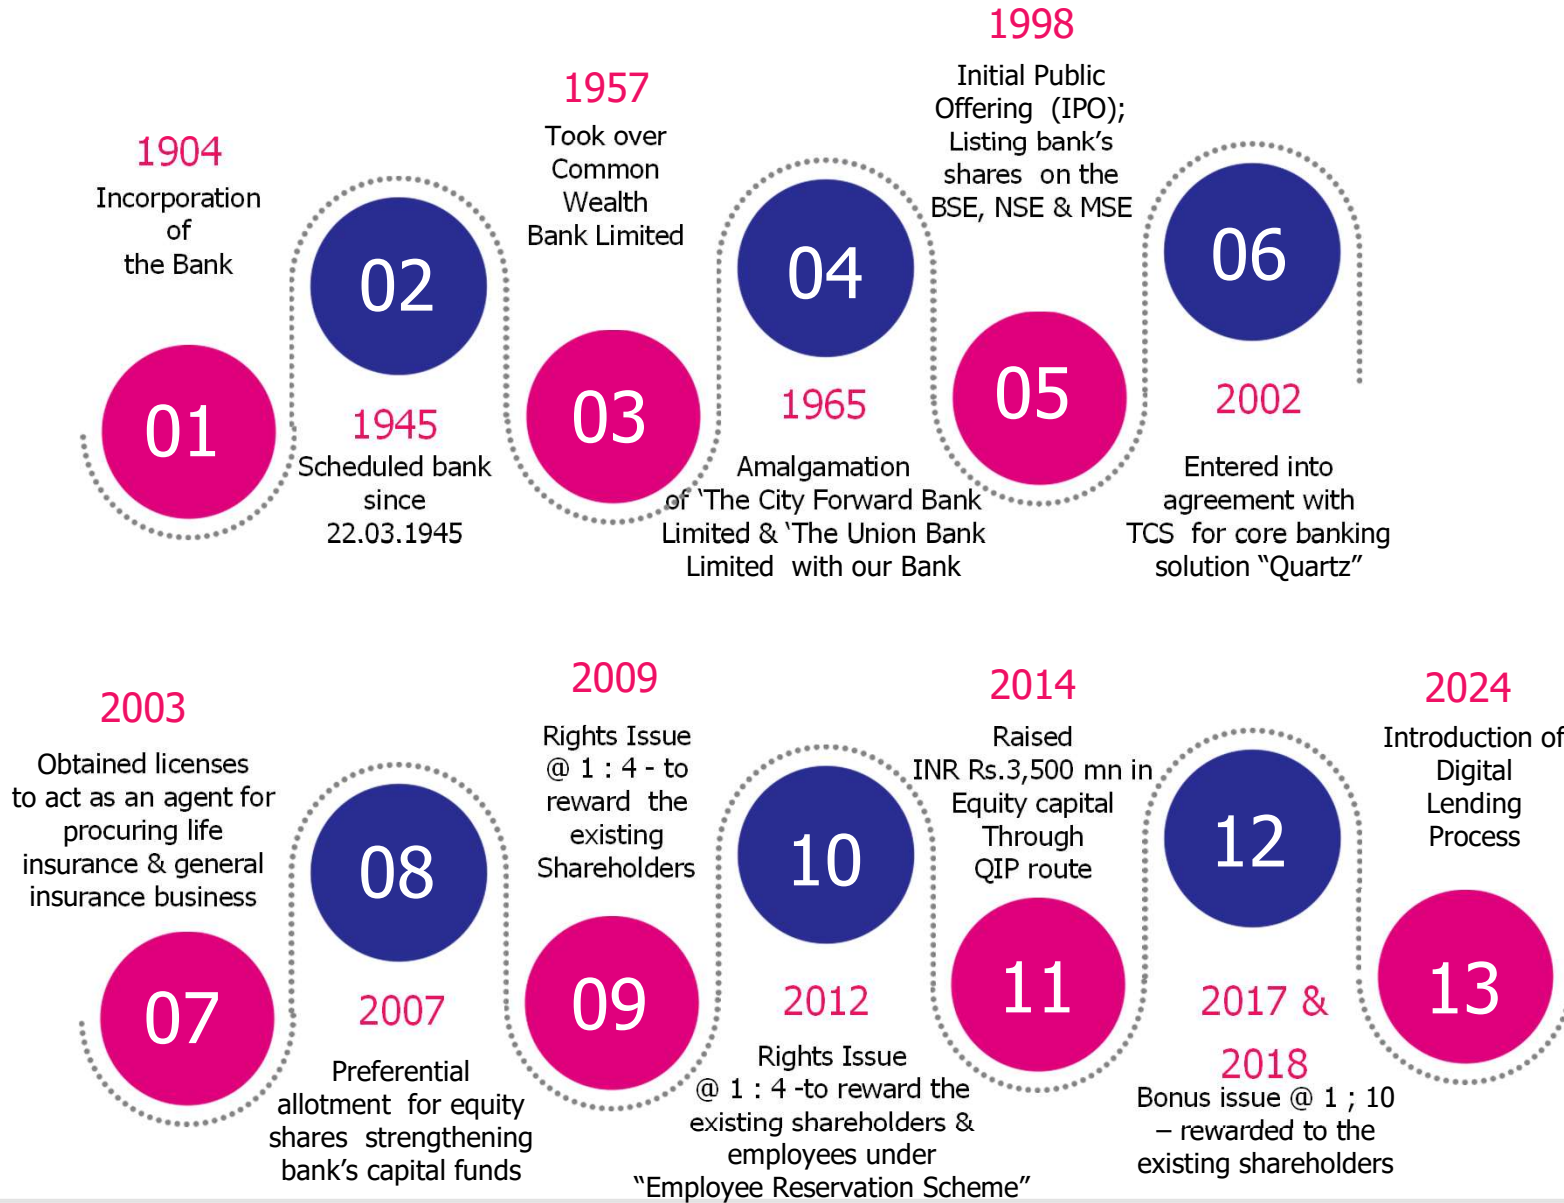 1904
Incorporation
of
the Bank
01
02
1945
Scheduled bank
since
22.03.1945
1957
Took over
Common
Wealth
Bank Limited
03
04
1965
Amalgamation
of ‘The City Forward Bank
Limited & ‘The Union Bank
Limited with our Bank
1998
Initial Public
Offering (IPO);
Listing bank’s
shares on the
BSE, NSE & MSE
05
06
2002
Entered into
agreement with
TCS for core banking
solution “Quartz”
2003
Obtained licenses
to act as an agent for
procuring life
insurance & general
insurance business
07
08
2007
Preferential
allotment for equity
shares strengthening
bank’s capital funds
2009
Rights Issue
@ 1 : 4 - to
reward the
existing
Shareholders
09
10
2012
Rights Issue
@ 1 : 4 -to reward the
existing shareholders &
employees under
“Employee Reservation Scheme”
2014
Raised
INR Rs.3,500 mn in
Equity capital
Through
QIP route
11
12
2017 &
2018
Bonus issue @ 1 ; 10
– rewarded to the
existing shareholders
2024
Introduction of
Digital
Lending
Process
13